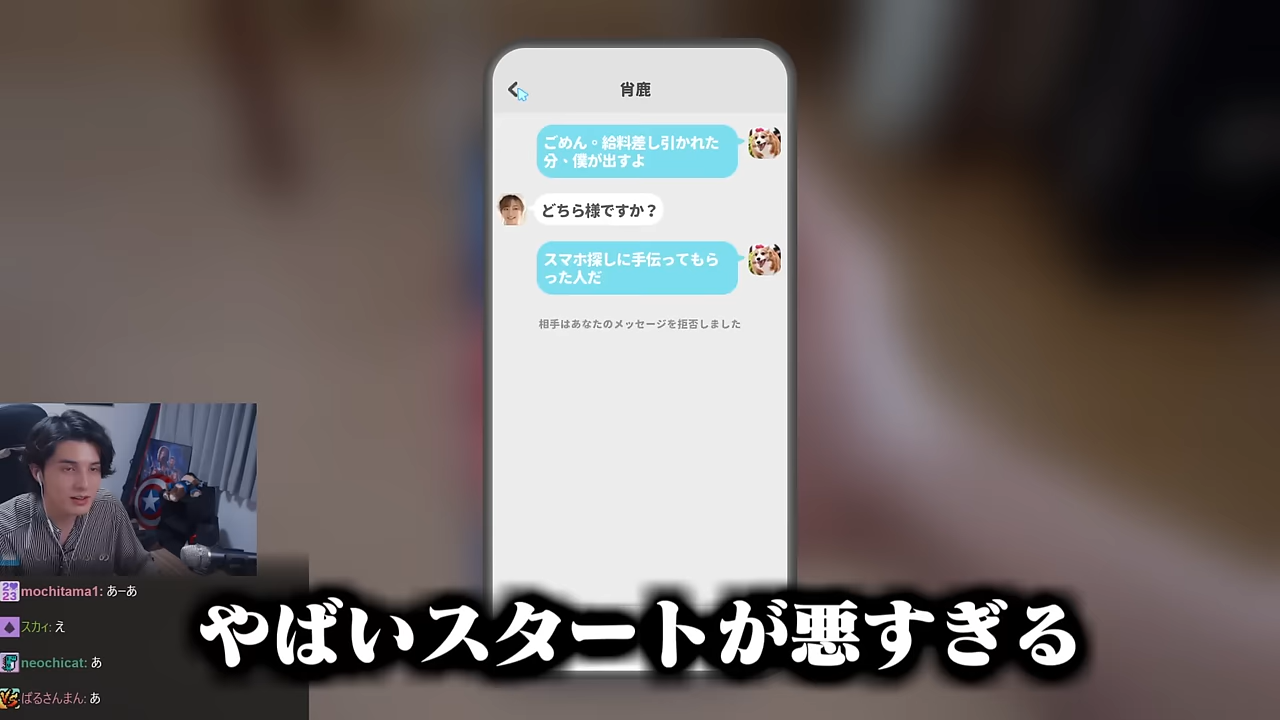 肖鹿
ごめん。給料差し引かれた
分、僕が出すよ
どちら様ですか？
スマホ探しに手伝ってもら
った人だ
相手はあなたのメッセージを拒否しました
mochitama1: あーあ
スカィ: え
neochicat: あ
ぱるさんまん: あ
やばいスタートが悪すぎる